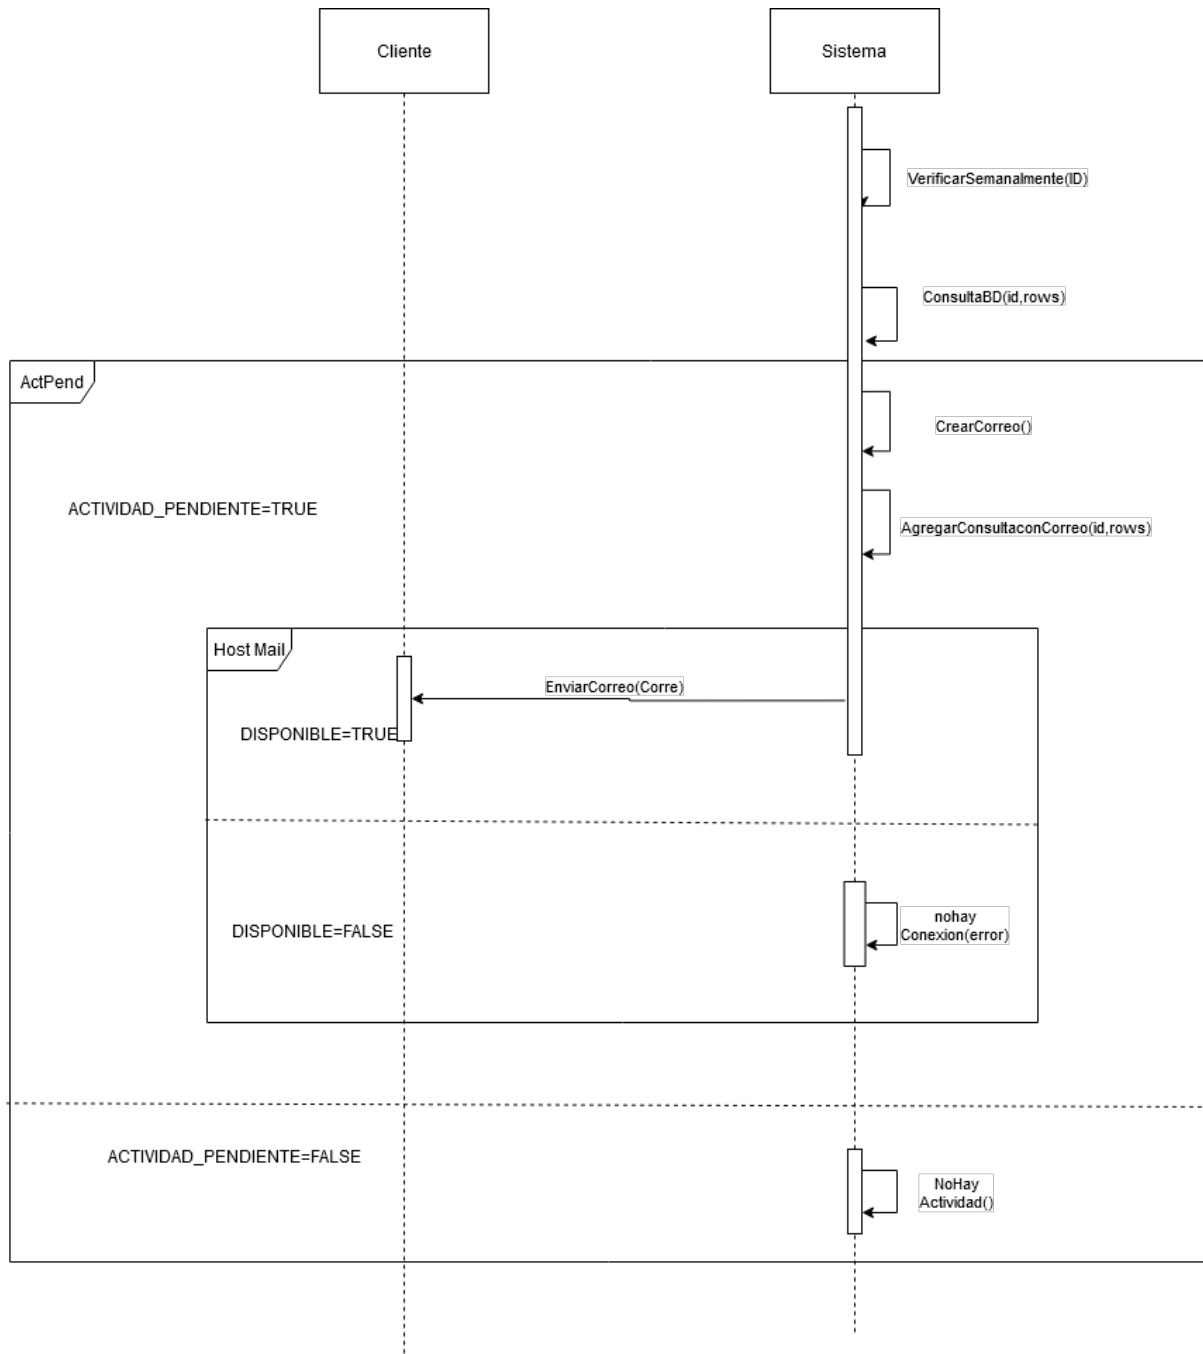 Cliente
Sistema
VerificarSemanalmente(ID)
ConsultaBD(id,rows)
ActPend
CrearCorreo()
ACTIVIDAD_PENDIENTE=TRUE
AgregarConsultaconCorreo(id,rows)
Host Mail
EnviarCorreo(Corre)
DISPONIBLE=TRUE
nohay
Conexion(error)
DISPONIBLE=FALSE
ACTIVIDAD_PENDIENTE=FALSE
NoHay
Actividad()